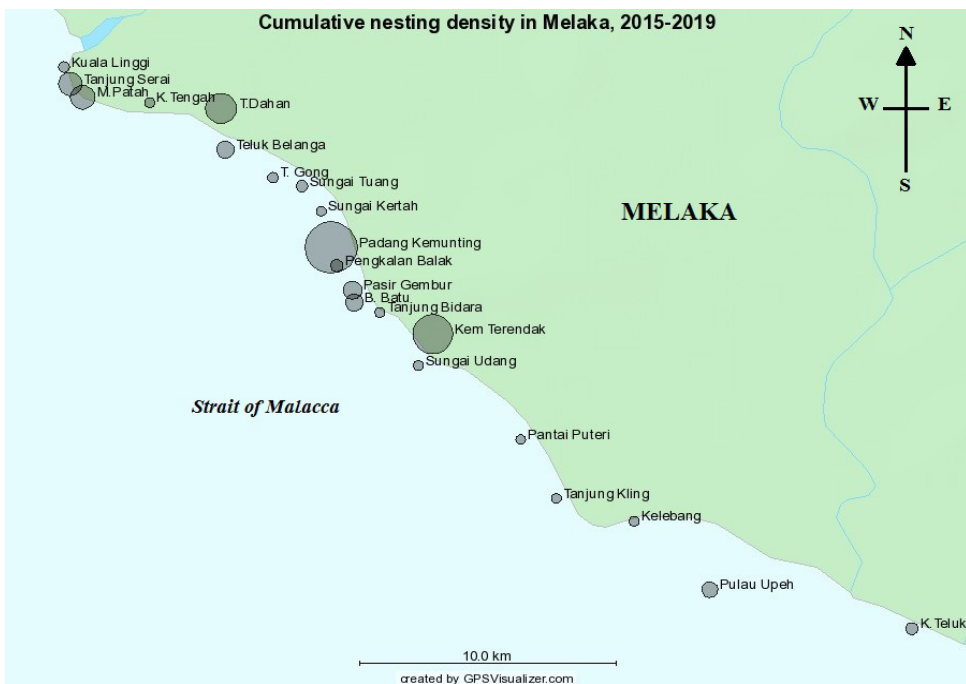 Cumulative nesting density in Melaka, 2015-2019
N
W E
S
Kuala Linggi
Tanjung Serai
M.Patah
K.Tengah
T.Dahan
Teluk Belanga
T. Gong
Sungai Tuang
Sungai Kertah
MELAKA
Padang Kemunting
Pengkalan Balak
Pasir Gembur
B. Batu
Tanjung Bidara
Kem Terendak
Sungai Udang
Strait of Malacca
Pantai Puteri
Tanjung Kling
Kelebang
Pulau Upeh
K.Teluk
10.0 km
created by GPSVisualizer.com